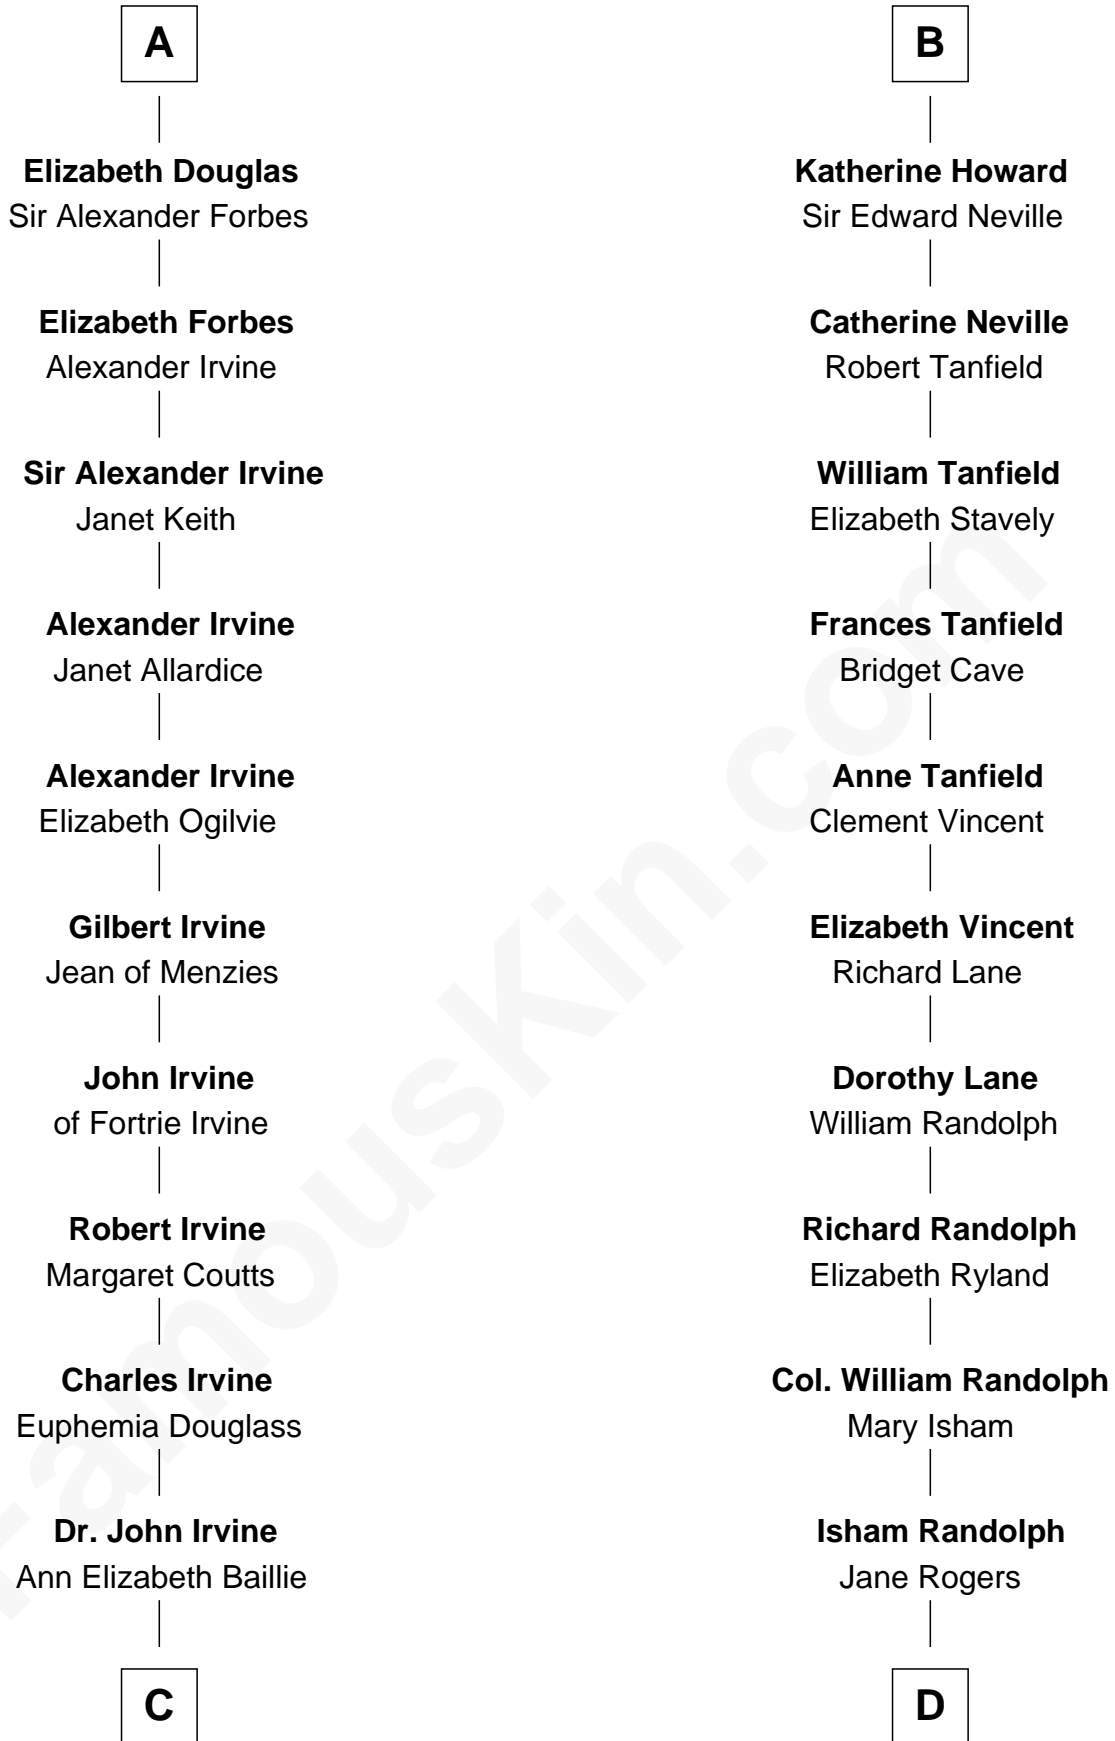 A
Elizabeth Douglas
Sir Alexander Forbes
Elizabeth Forbes
Alexander Irvine
Sir Alexander Irvine
Janet Keith
Alexander Irvine
Janet Allardice
Alexander Irvine
Elizabeth Ogilvie
Gilbert Irvine
Jean of Menzies
John Irvine
of Fortrie Irvine
Robert Irvine
Margaret Coutts
Charles Irvine
Euphemia Douglass
Dr. John Irvine
Ann Elizabeth Baillie
C
B
Katherine Howard
Sir Edward Neville
Catherine Neville
Robert Tanfield
William Tanfield
Elizabeth Stavely
Frances Tanfield
Bridget Cave
Anne Tanfield
Clement Vincent
Elizabeth Vincent
Richard Lane
Dorothy Lane
William Randolph
Richard Randolph
Elizabeth Ryland
Col. William Randolph
Mary Isham
Isham Randolph
Jane Rogers
D
FamousKin.com